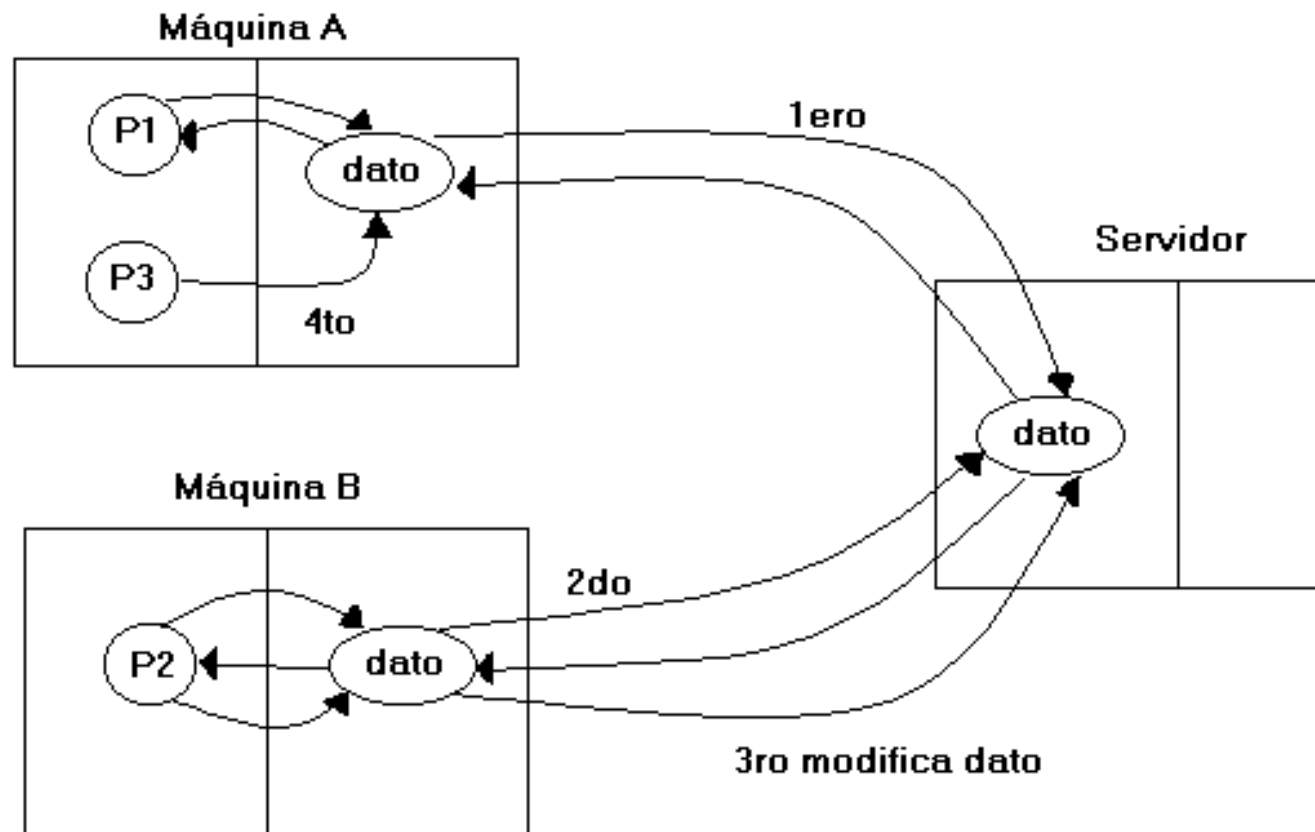 Máquina A
P1
dato
1ero
P3
4to
Servidor
dato
Máquina B
2do
P2
dato
3ro modifica dato